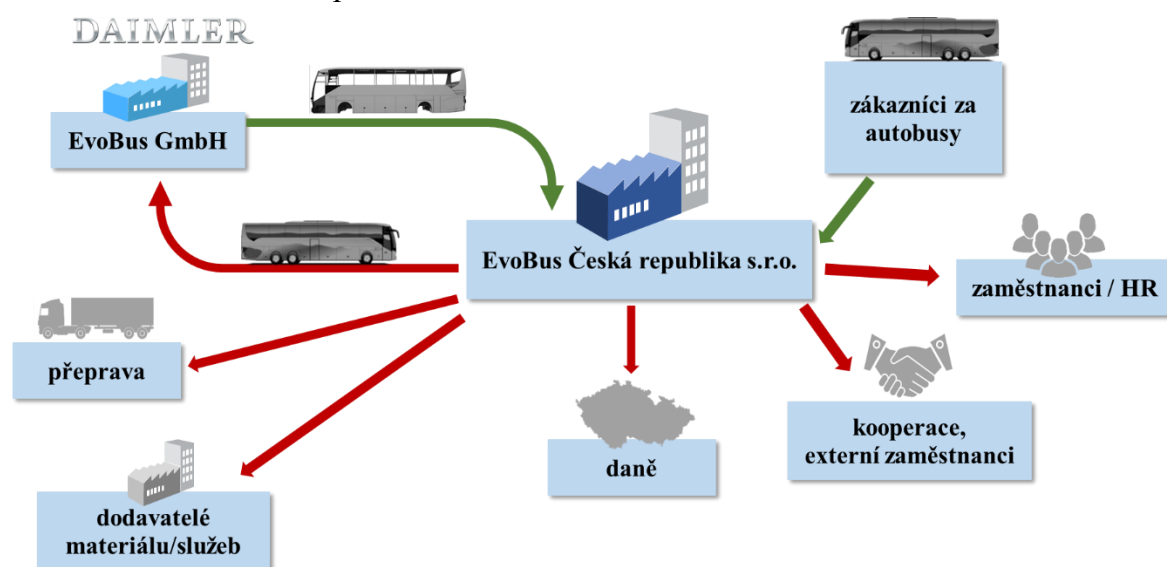 DAIMLER
EvoBus GmbH
zákazníci za
autobusy
EvoBus Česká republika s.r.o.
zaměstnanci / HR
přeprava
kooperace,
externí zaměstnanci
daně
dodavatelé
materiálu/služeb